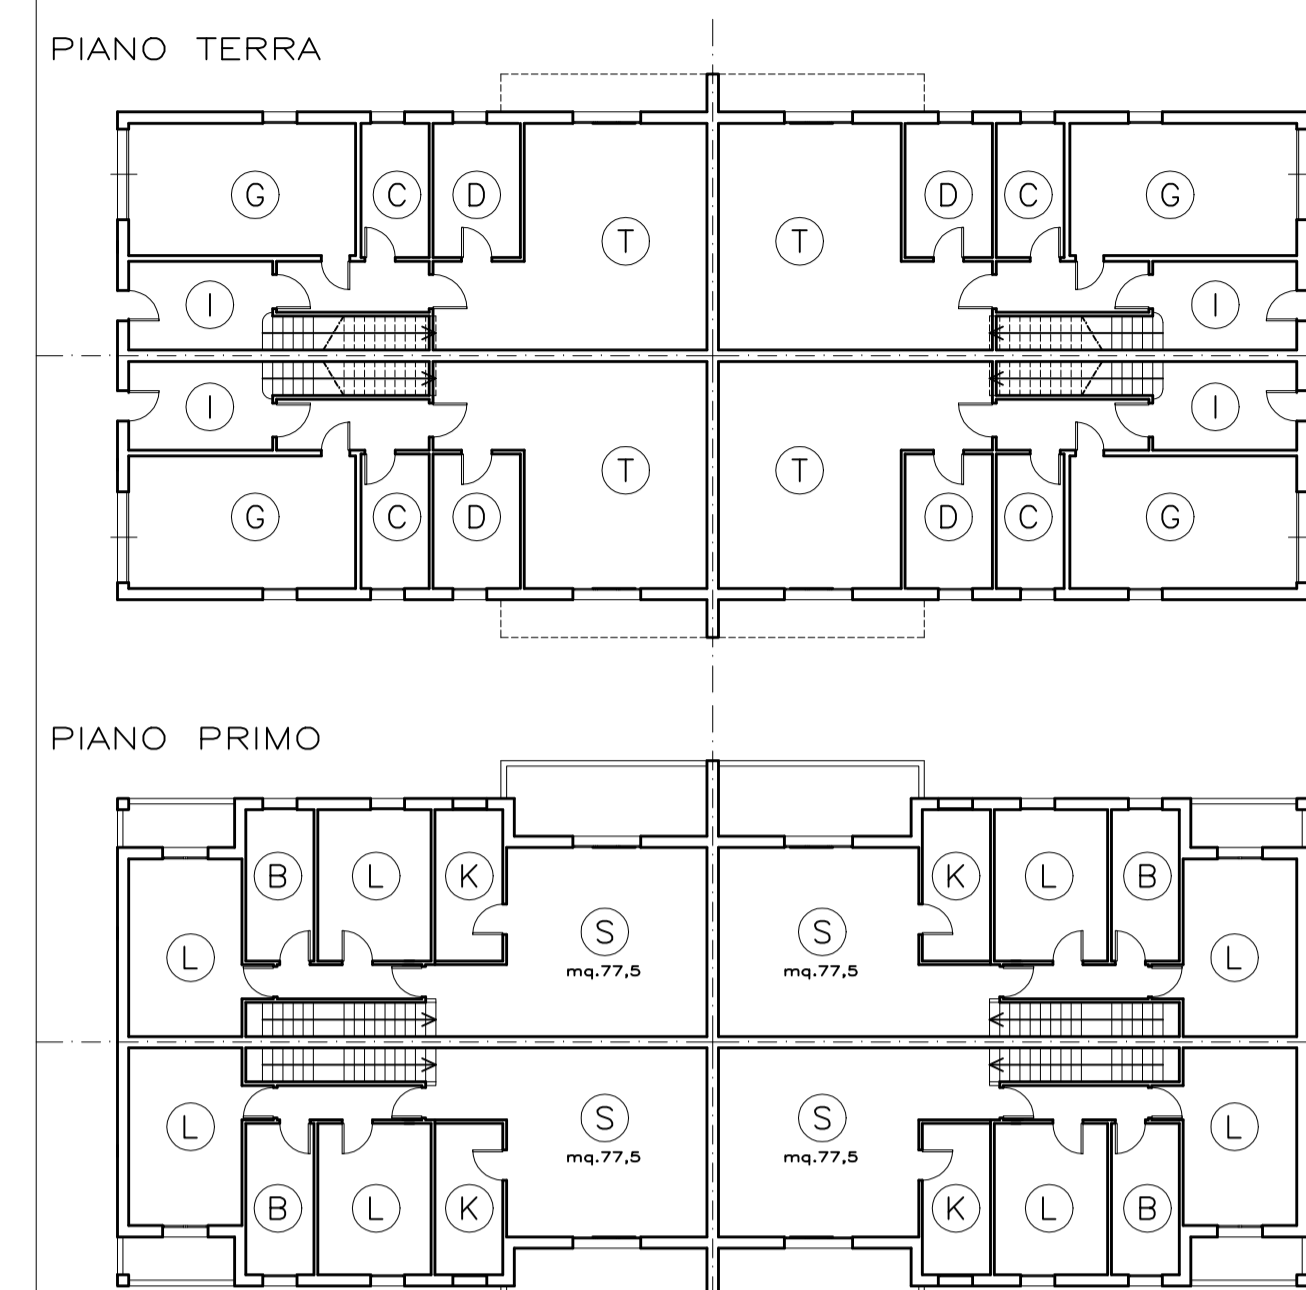 PIANO TERRA
G C D T T D C G
I I
I I
G C D T T D C G
PIANO PRIMO
B L K K L B
L S S L
mq.77,5 mq.77,5
L S S L
mq.77,5 mq.77,5
B L K K L B